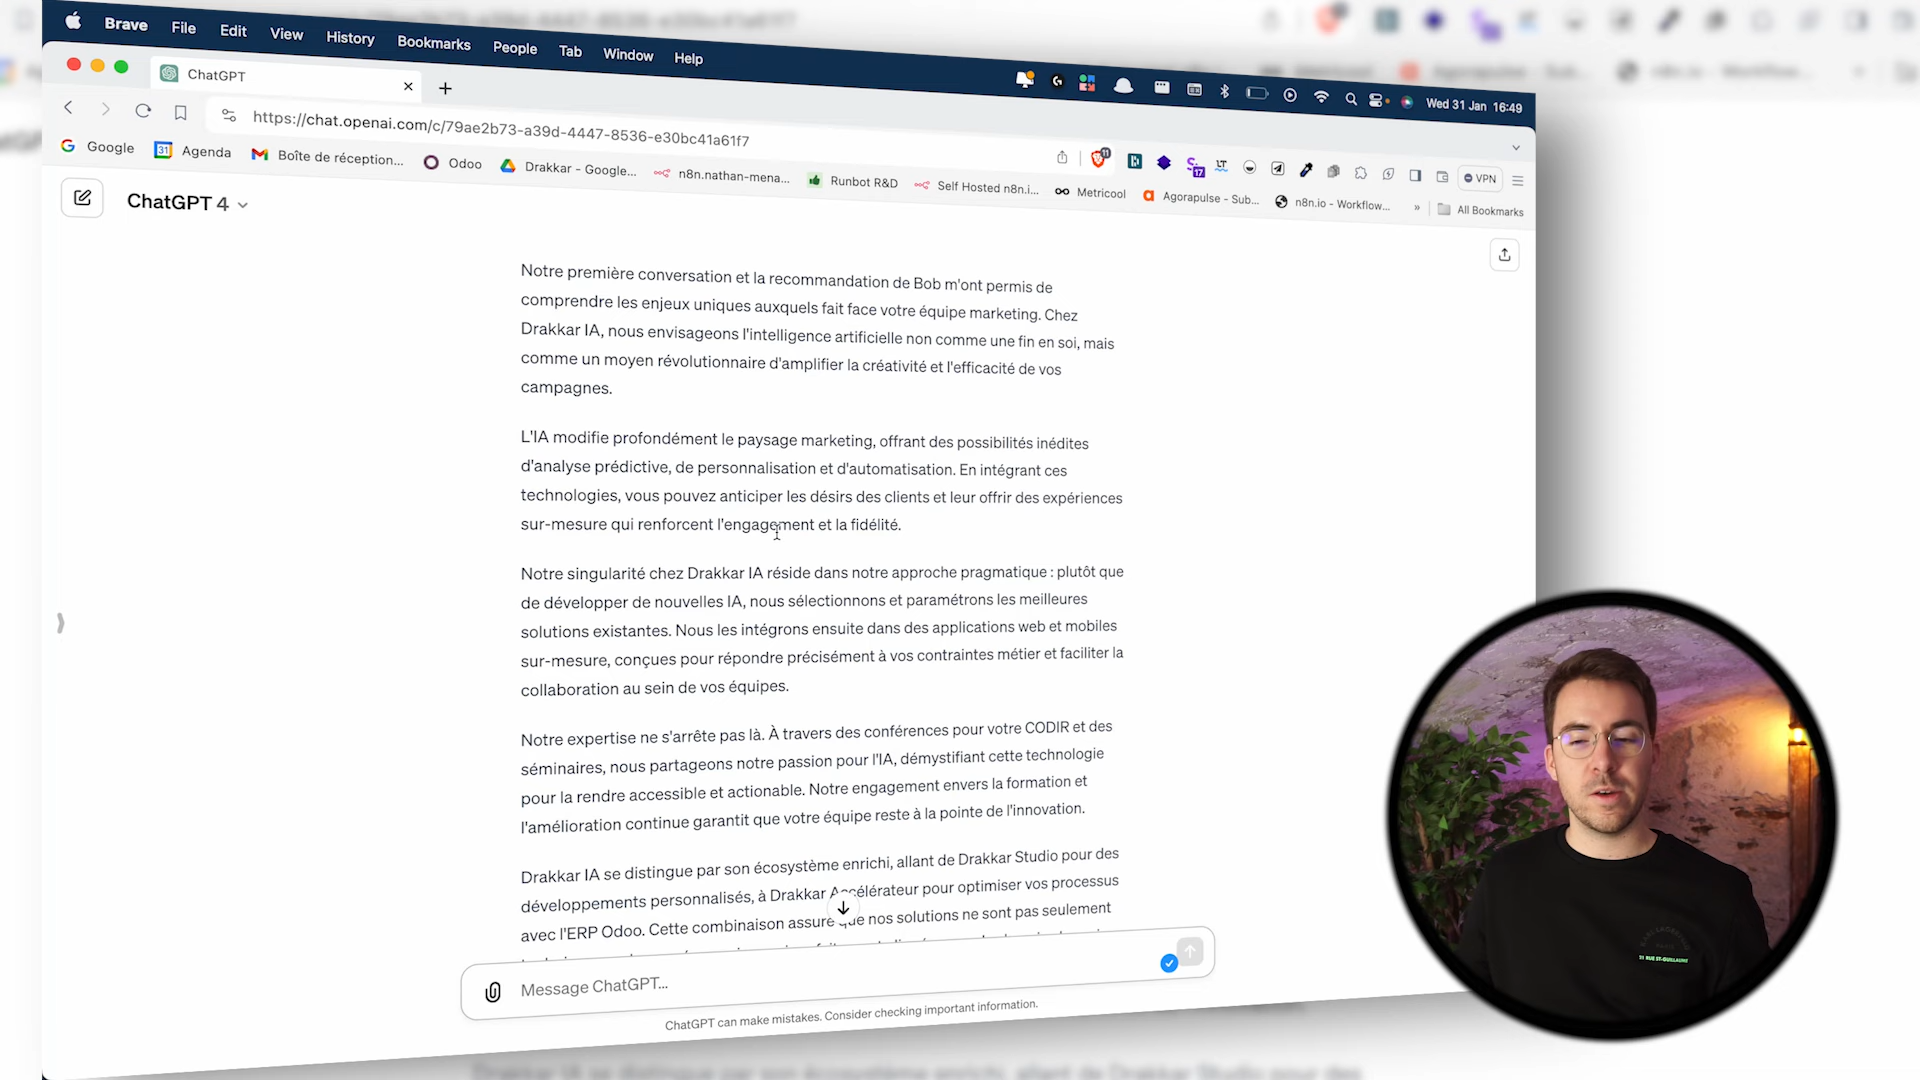 Brave File Edit View History Bookmarks People Tab Window Help
Wed 31 Jan 16:49
ChatGPT
https://chat.openai.com/c/79ae2b73-a39d-4447-8536-e30bc41a61f7
VPN
Google Agenda Boîte de réception... Odoo Drakkar - Google... n8n.nathan-mena... Runbot R&D Self Hosted n8n.i... Metricool Agorapulse - Sub... n8n.io - Workflow... » All Bookmarks
ChatGPT 4
Notre première conversation et la recommandation de Bob m'ont permis de
comprendre les enjeux uniques auxquels fait face votre équipe marketing. Chez
Drakkar IA, nous envisageons l'intelligence artificielle non comme une fin en soi, mais
comme un moyen révolutionnaire d'amplifier la créativité et l'efficacité de vos
campagnes.
L'IA modifie profondément le paysage marketing, offrant des possibilités inédites
d'analyse prédictive, de personnalisation et d'automatisation. En intégrant ces
technologies, vous pouvez anticiper les désirs des clients et leur offrir des expériences
sur-mesure qui renforcent l'engagement et la fidélité.
Notre singularité chez Drakkar IA réside dans notre approche pragmatique : plutôt que
de développer de nouvelles IA, nous sélectionnons et paramétrons les meilleures
solutions existantes. Nous les intégrons ensuite dans des applications web et mobiles
sur-mesure, conçues pour répondre précisément à vos contraintes métier et faciliter la
collaboration au sein de vos équipes.
Notre expertise ne s'arrête pas là. À travers des conférences pour votre CODIR et des
séminaires, nous partageons notre passion pour l'IA, démystifiant cette technologie
pour la rendre accessible et actionable. Notre engagement envers la formation et
l'amélioration continue garantit que votre équipe reste à la pointe de l'innovation.
Drakkar IA se distingue par son écosystème enrichi, allant de Drakkar Studio pour des
développements personnalisés, à Drakkar Accélérateur pour optimiser vos processus
avec l'ERP Odoo. Cette combinaison assure que nos solutions ne sont pas seulement
Message ChatGPT...
ChatGPT can make mistakes. Consider checking important information.
31 RUE ST-GUILLAUME